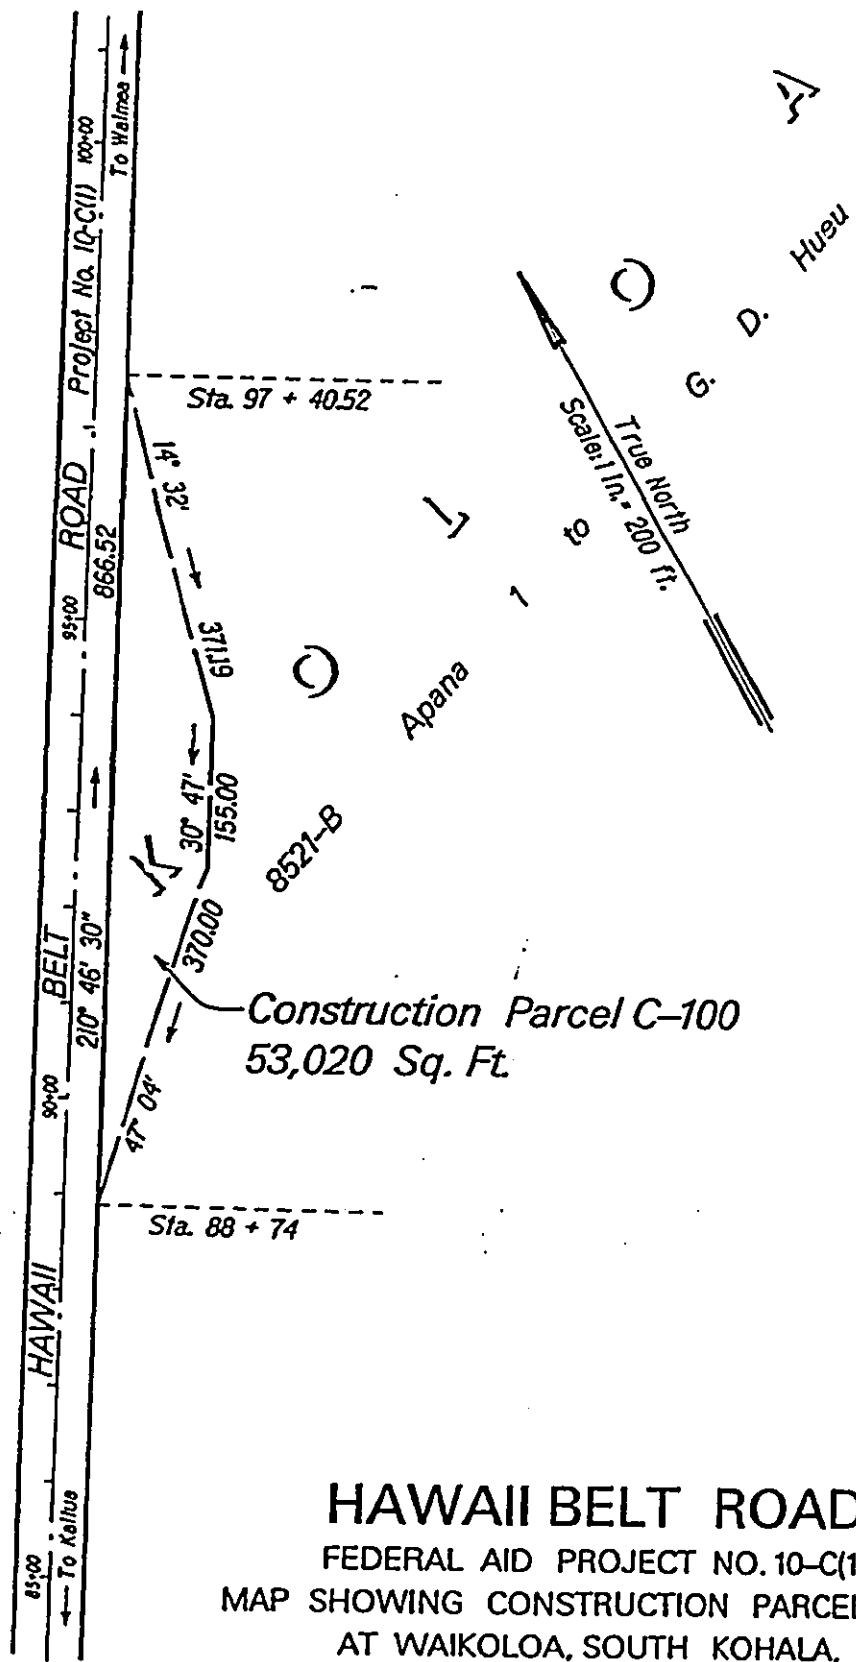 To Waimea
100+00
Project No. 10-C(1)
Sta. 97 + 40.52
14° 32'
371.19
ROAD
866.52
95+00
30° 47'
155.00
370.00
47° 04'
BELT
210° 46' 30"
90+00
Construction Parcel C-100
53,020 Sq. Ft.
Sta. 88 + 74
HAWAII
85+00
To Kailua
True North
Scale: 1 In. = 200 ft.
K O L O A
8521-B Apana 1 to G. D. Hueu
HAWAII BELT ROAD
FEDERAL AID PROJECT NO. 10-C(1
MAP SHOWING CONSTRUCTION PARCEL
AT WAIKOLOA, SOUTH KOHALA,